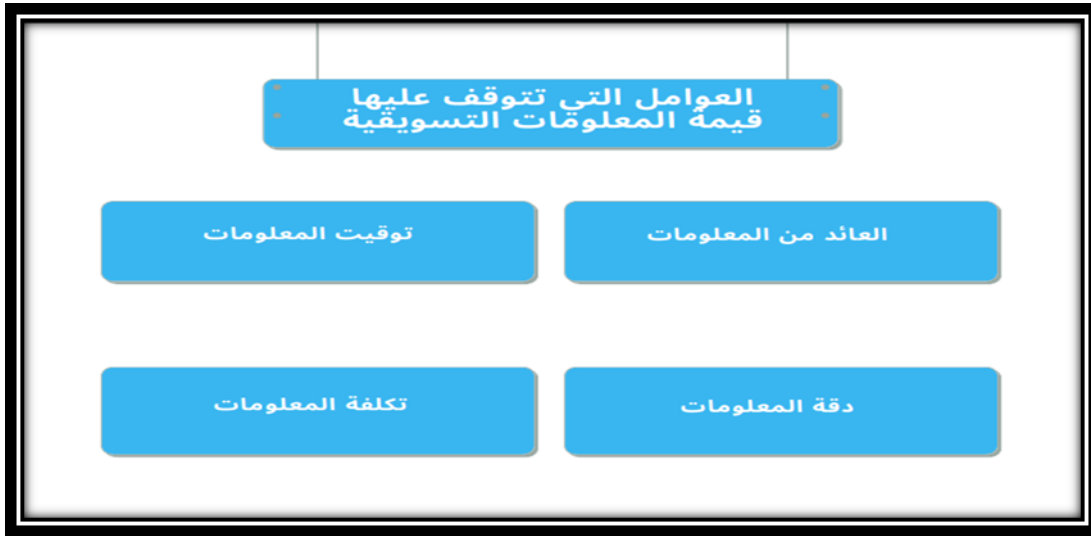 العوامل التي تتوقف عليها
قيمة المعلومات التسويقية
العائد من المعلومات
توقيت المعلومات
دقة المعلومات
تكلفة المعلومات